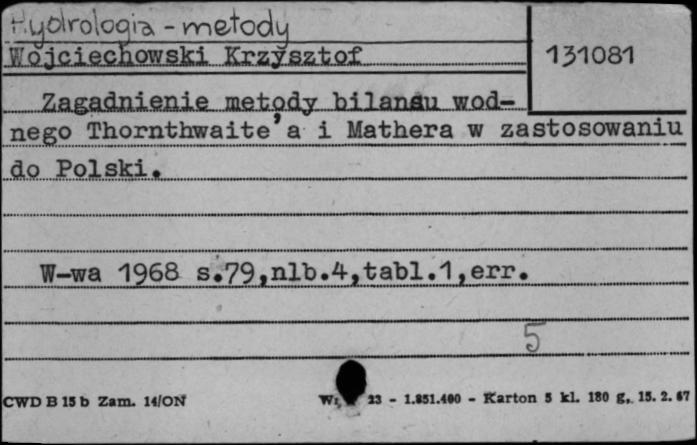 Hydrologia - metody
Wojciechowski Krzysztof
131081
Zagadnienie metody bilansu wod-
nego Thornthwaite'a i Mathera w zastosowaniu
do Polski.
W-wa 1968 s.79,nlb.4,tabl.1,err.
5
CWD B 15 b Zam. 14/ON
23 - 1.851.400 - Karton 5 kl. 180 g. 15. 2. 67